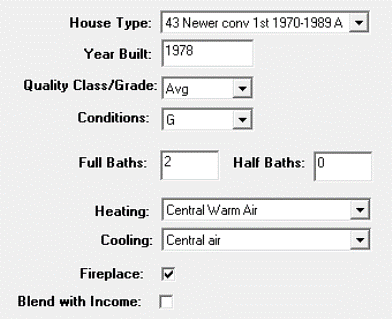 House Type: 43 Newer conv 1st 1970-1989 A
Year Built: 1978
Quality Class/Grade: Avg
Conditions: G
Full Baths: 2 Half Baths: 0
Heating: Central Warm Air
Cooling: Central air
Fireplace:
Blend with Income: